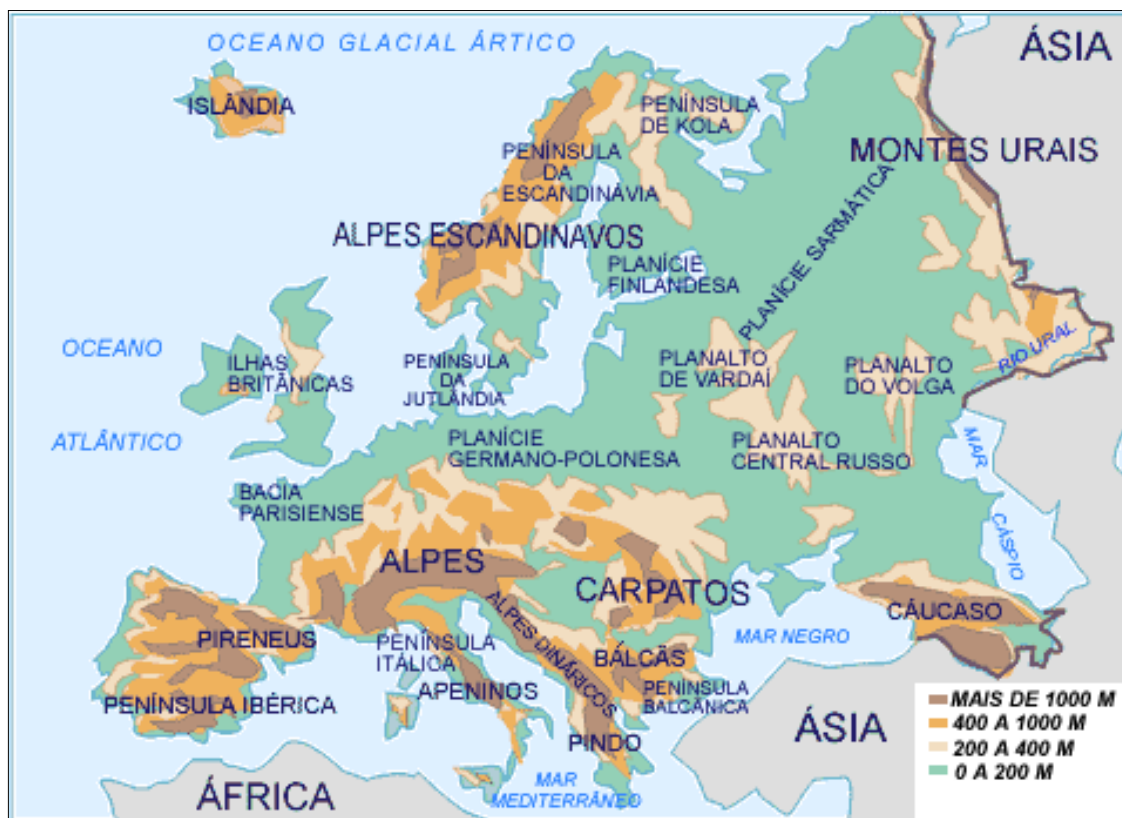 OCEANO GLACIAL ÁRTICO
ÁSIA
ISLÂNDIA
PENÍNSULA
DE KOLA
MONTES URAIS
PENÍNSULA
DA
ESCANDINÁVIA
ALPES ESCANDINAVOS
PLANÍCIE SARMÁTICA
PLANÍCIE
FINLANDESA
OCEANO
ATLÂNTICO
ILHAS
BRITÂNICAS
PENÍNSULA
DA
JUTLÂNDIA
PLANALTO
DE VARDAÍ
PLANALTO
DO VOLGA
RIO URAL
PLANÍCIE
GERMANO-POLONESA
PLANALTO
CENTRAL RUSSO
MAR
CÁSPIO
BACIA
PARISIENSE
ALPES
CARPATOS
CÁUCASO
PIRENEUS
PENÍNSULA
ITÁLICA
ALPES DINÁRICOS
MAR NEGRO
BÁLCÃS
PENÍNSULA IBÉRICA
APENINOS
PENÍNSULA
BALCÂNICA
PINDO
ÁSIA
MAR
MEDITERRÂNEO
ÁFRICA
MAIS DE 1000 M
400 A 1000 M
200 A 400 M
0 A 200 M